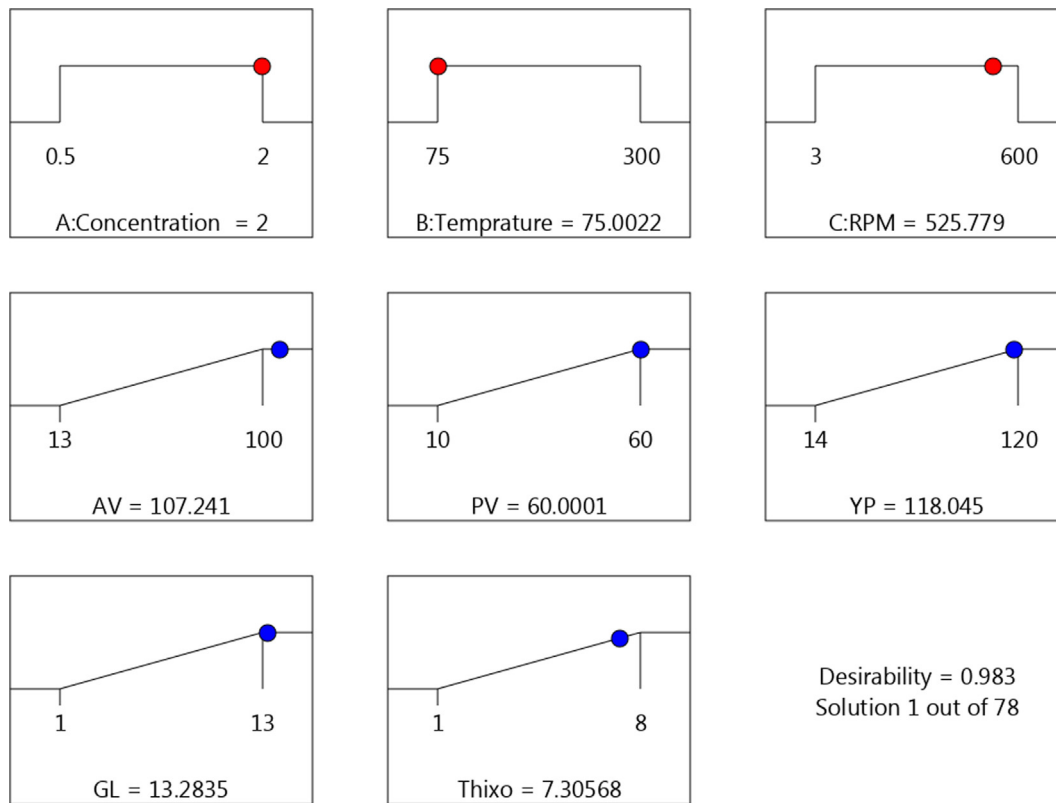 0.5 2
A:Concentration = 2
75 300
B:Temprature = 75.0022
3 600
C:RPM = 525.779
13 100
AV = 107.241
10 60
PV = 60.0001
14 120
YP = 118.045
1 13
GL = 13.2835
1 8
Thixo = 7.30568
Desirability = 0.983
Solution 1 out of 78